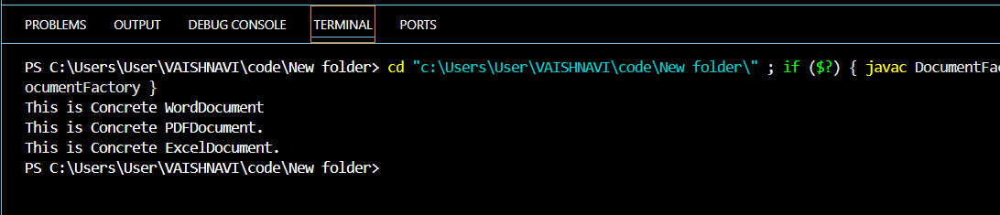 PROBLEMS OUTPUT DEBUG CONSOLE TERMINAL PORTS
PS C:\Users\User\VAISHNAVI\code\New folder> cd "c:\Users\User\VAISHNAVI\code\New folder\" ; if ($?) { javac DocumentFac
ocumentFactory }
This is Concrete WordDocument
This is Concrete PDFDocument.
This is Concrete ExcelDocument.
PS C:\Users\User\VAISHNAVI\code\New folder>